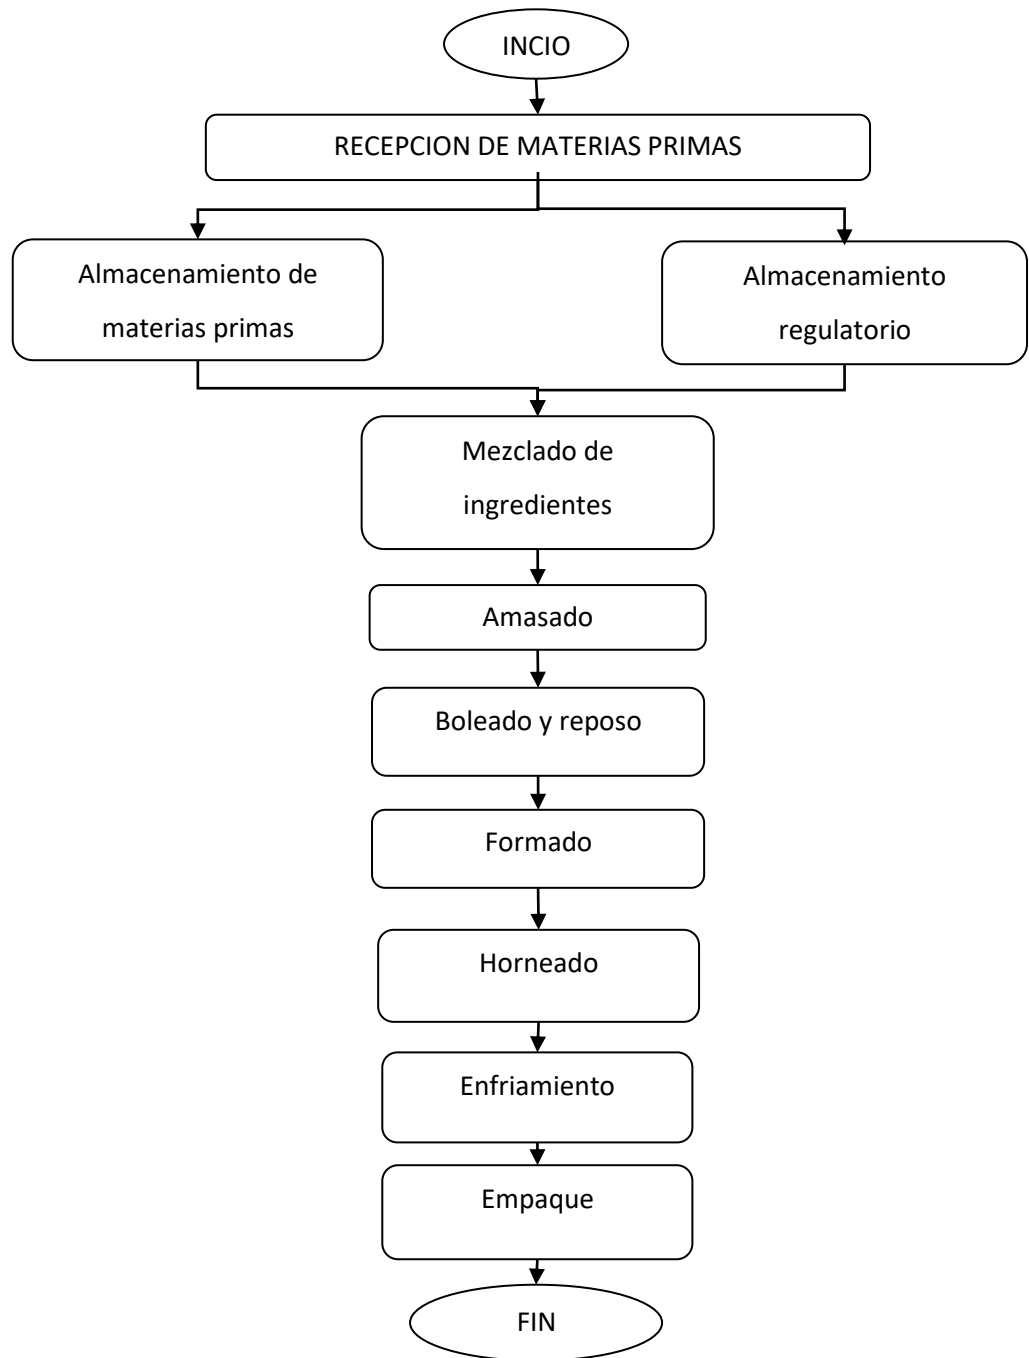 INCIO
RECEPCION DE MATERIAS PRIMAS
Almacenamiento de
materias primas
Almacenamiento
regulatorio
Mezclado de
ingredientes
Amasado
Boleado y reposo
Formado
Horneado
Enfriamiento
Empaque
FIN